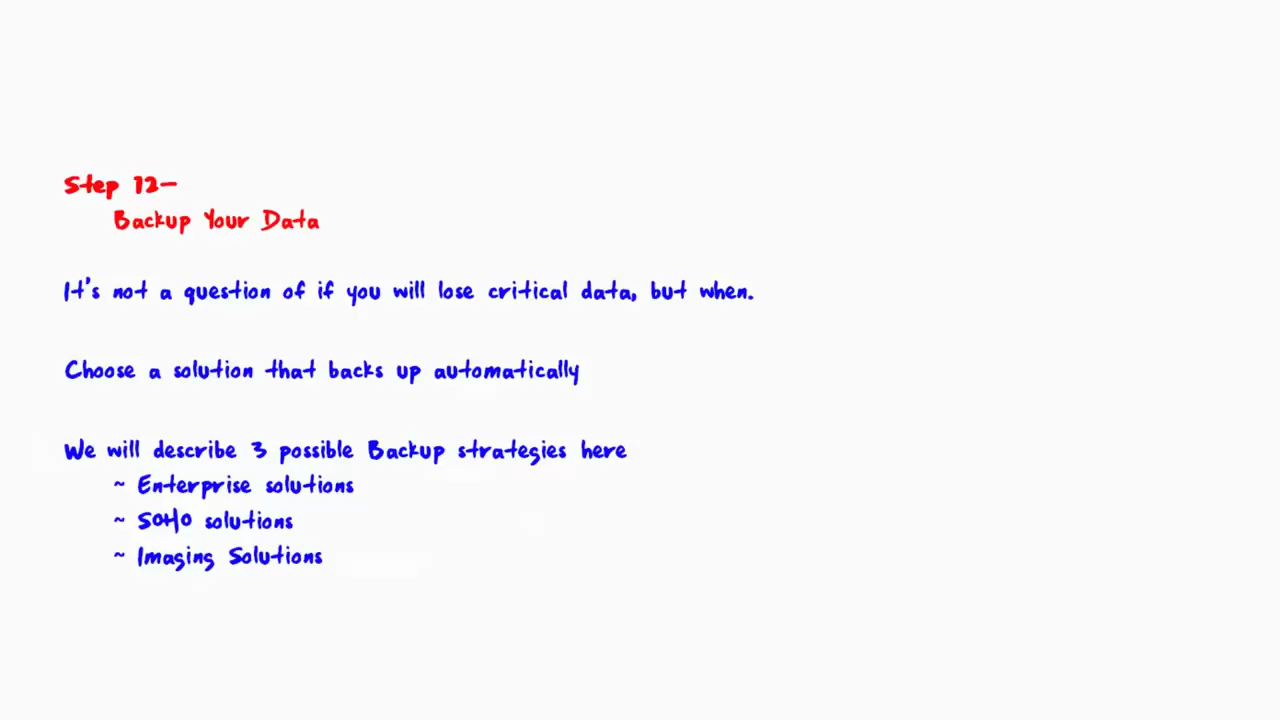 Step 12-
Backup Your Data
It's not a question of if you will lose critical data, but when.
Choose a solution that backs up automatically
We will describe 3 possible Backup strategies here
~ Enterprise solutions
~ SOHO solutions
~ Imaging Solutions